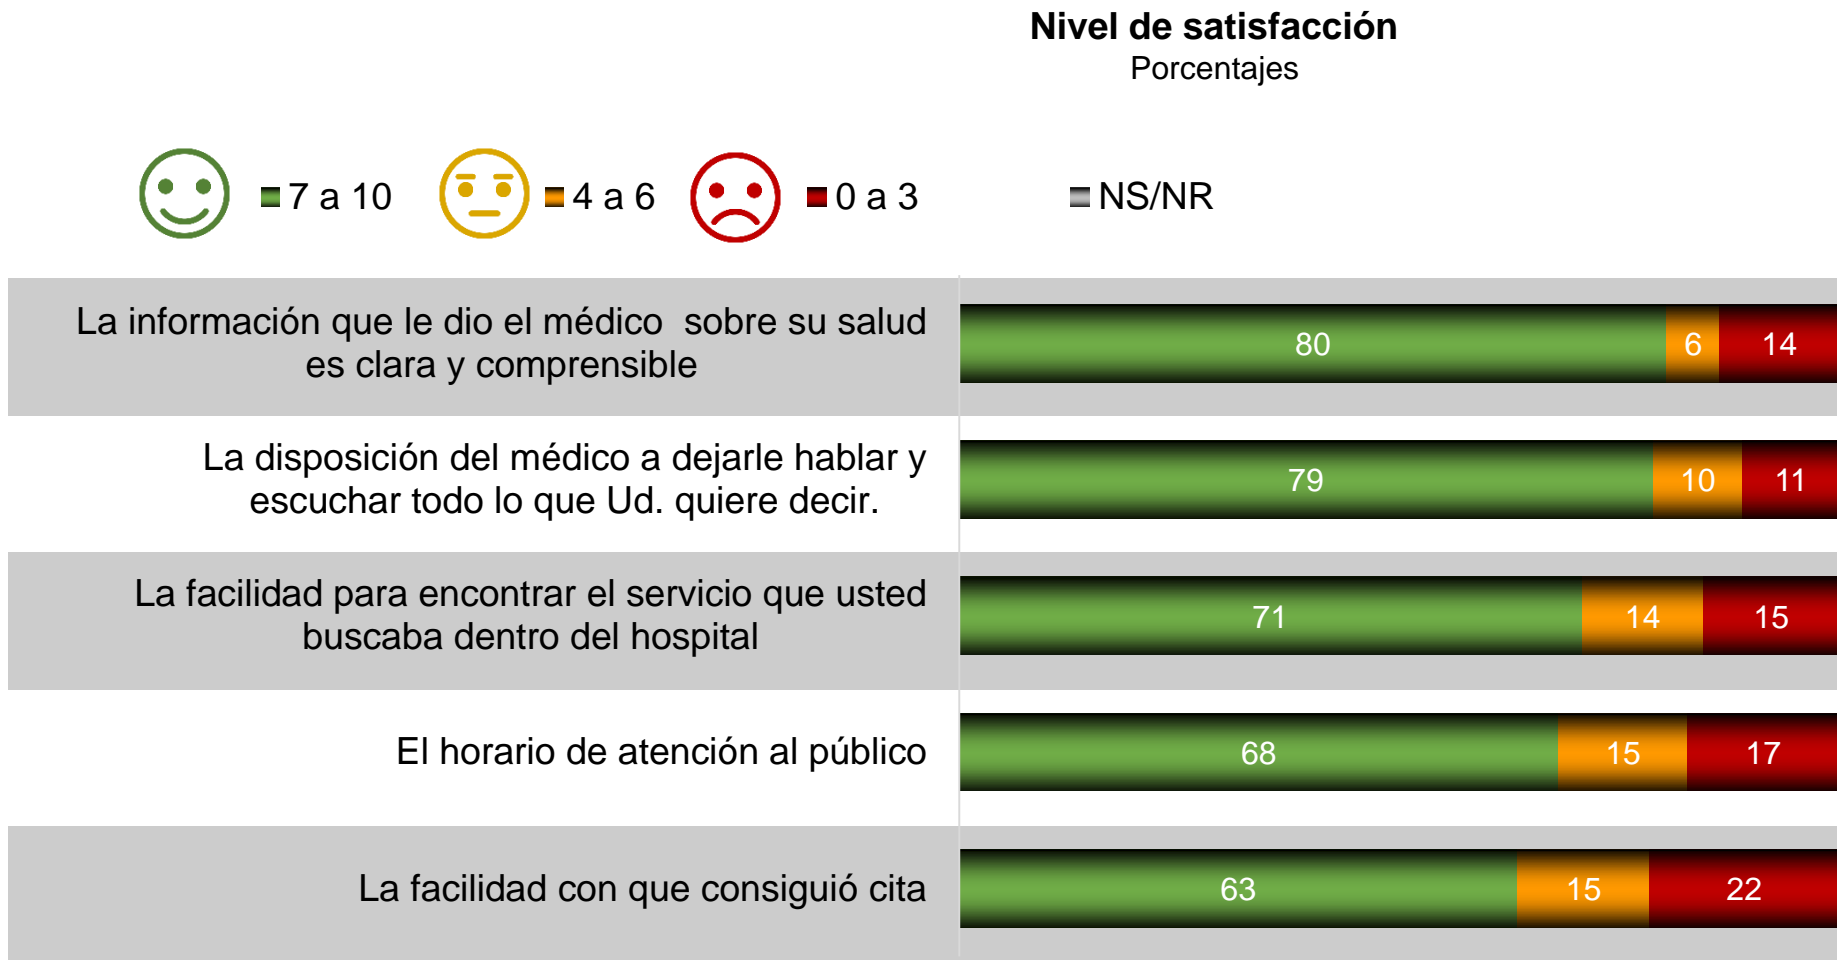 Nivel de satisfacción
Porcentajes
7 a 10 4 a 6 0 a 3 NS/NR
La información que le dio el médico sobre su salud
es clara y comprensible
80 6 14
La disposición del médico a dejarle hablar y
escuchar todo lo que Ud. quiere decir.
79 10 11
La facilidad para encontrar el servicio que usted
buscaba dentro del hospital
71 14 15
El horario de atención al público
68 15 17
La facilidad con que consiguió cita
63 15 22